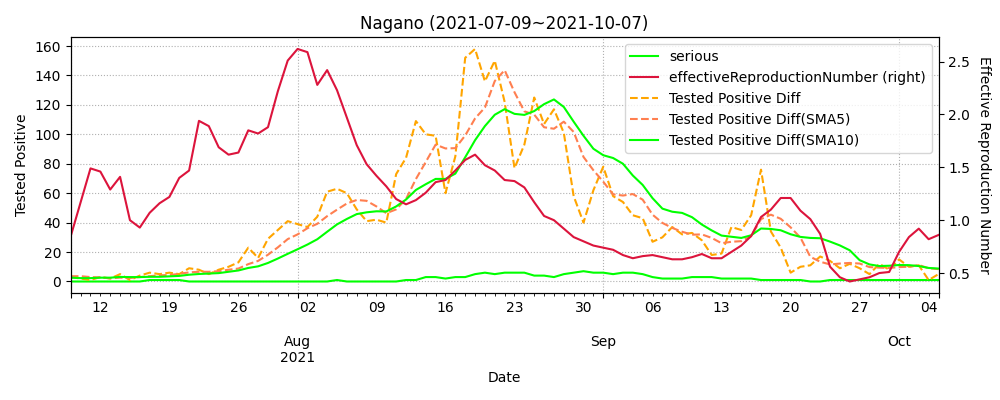 Nagano (2021-07-09~2021-10-07)
serious
effectiveReproductionNumber (right)
Tested Positive Diff
Tested Positive Diff(SMA5)
Tested Positive Diff(SMA10)
Tested Positive
160
140
120
100
80
60
40
20
0
2.5
2.0
1.5
1.0
0.5
Effective Reproduction Number
12 19 26 02 09 16 23 30 06 13 20 27 04
Aug Sep Oct
2021
Date